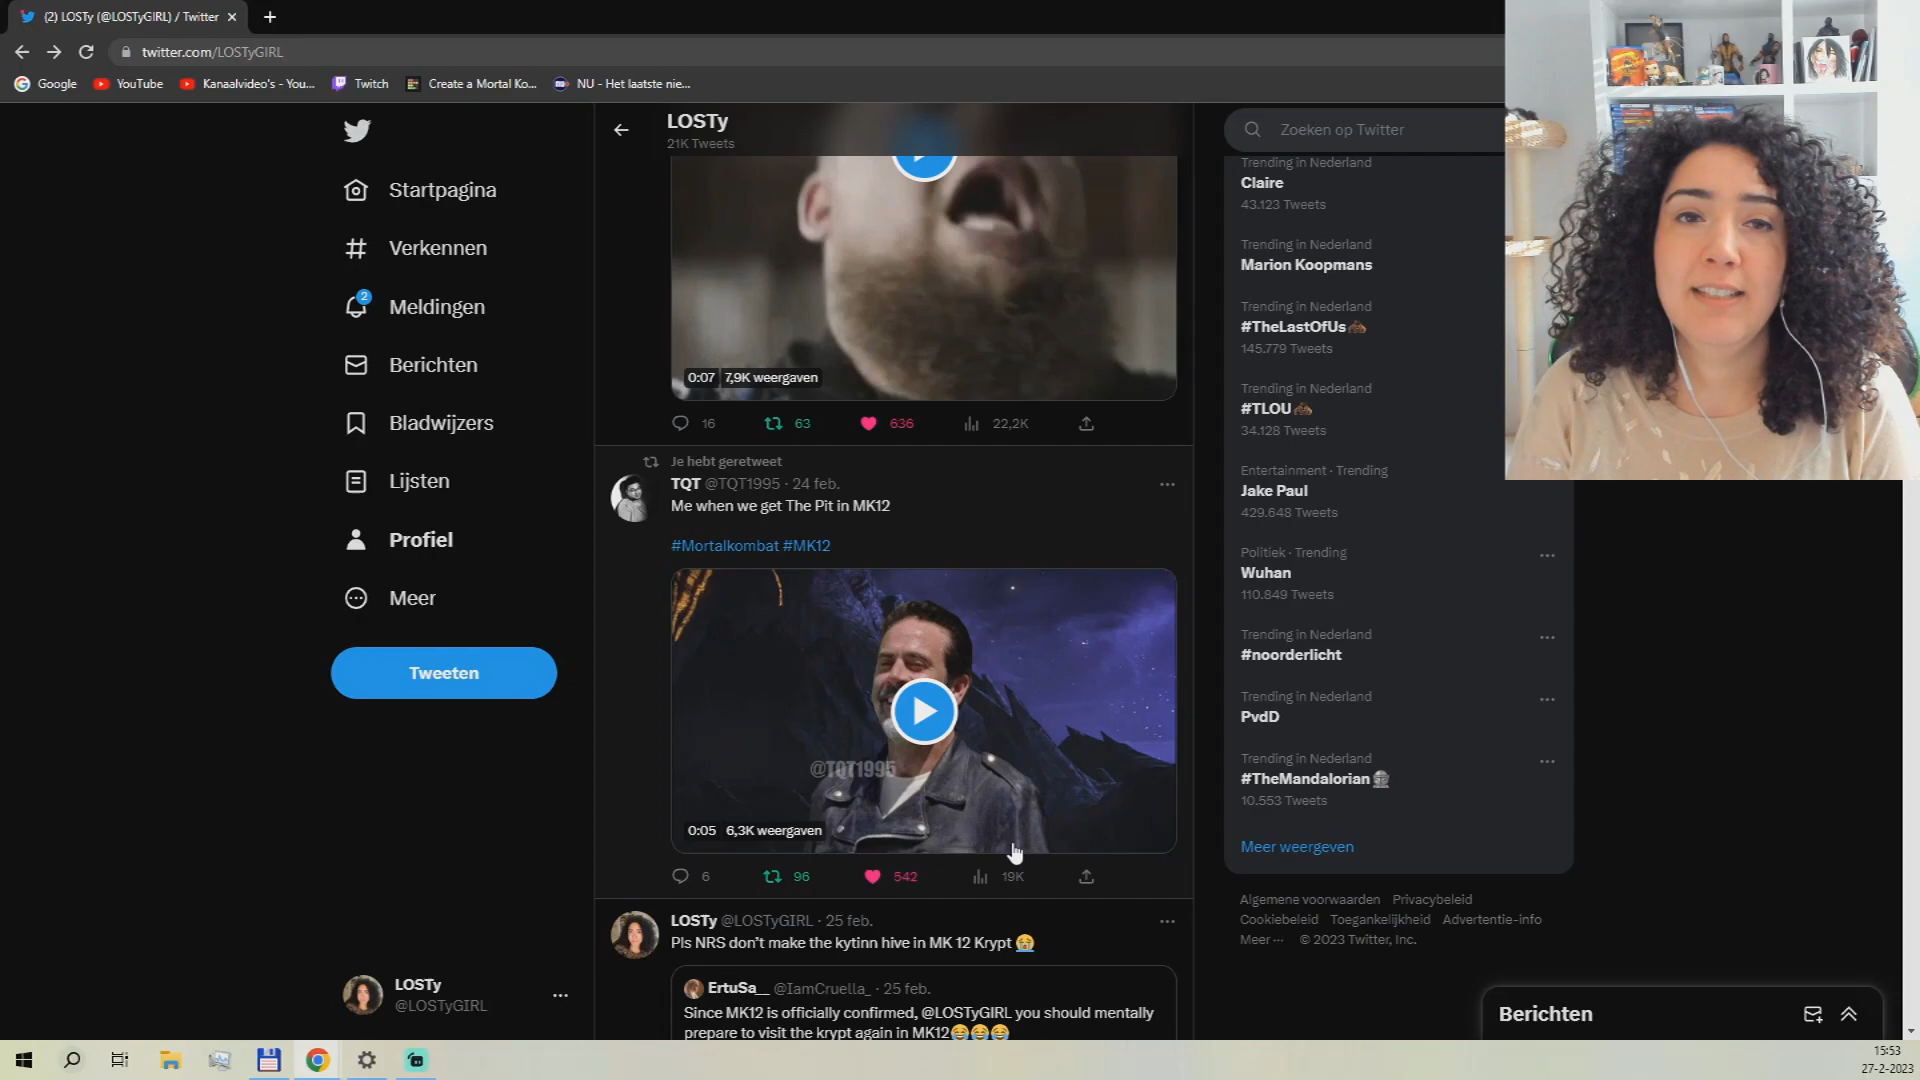 (2) LOSTy (@LOSTyGIRL) / Twitter
twitter.com/LOSTyGIRL
Google
YouTube
Kanaalvideo's - You...
Twitch
Create a Mortal Ko...
NU - Het laatste nie...
Startpagina
Verkennen
2
Meldingen
Berichten
Bladwijzers
Lijsten
Profiel
Meer
Tweeten
LOSTy
@LOSTyGIRL
LOSTy
21K Tweets
0:07 7,9K weergaven
16 63 636 22,2K
Je hebt geretweet
TQT @TQT1995 · 24 feb.
Me when we get The Pit in MK12
#Mortalkombat #MK12
@TQT1995
0:05 6,3K weergaven
6 96 542 19K
LOSTy @LOSTyGIRL · 25 feb.
Pls NRS don't make the kytinn hive in MK 12 Krypt 😭
ErtuSa__ @IamCruella_ · 25 feb.
Since MK12 is officially confirmed, @LOSTyGIRL you should mentally
prepare to visit the krypt again in MK12😂😂😂
Zoeken op Twitter
Trending in Nederland
Claire
43.123 Tweets
Trending in Nederland
Marion Koopmans
Trending in Nederland
#TheLastOfUs
145.779 Tweets
Trending in Nederland
#TLOU
34.128 Tweets
Entertainment · Trending
Jake Paul
429.648 Tweets
Politiek · Trending
Wuhan
110.849 Tweets
Trending in Nederland
#noorderlicht
Trending in Nederland
PvdD
Trending in Nederland
#TheMandalorian
10.553 Tweets
Meer weergeven
Algemene voorwaarden Privacybeleid
Cookiebeleid Toegankelijkheid Advertentie-info
Meer ··· © 2023 Twitter, Inc.
Berichten
15:53
27-2-2023